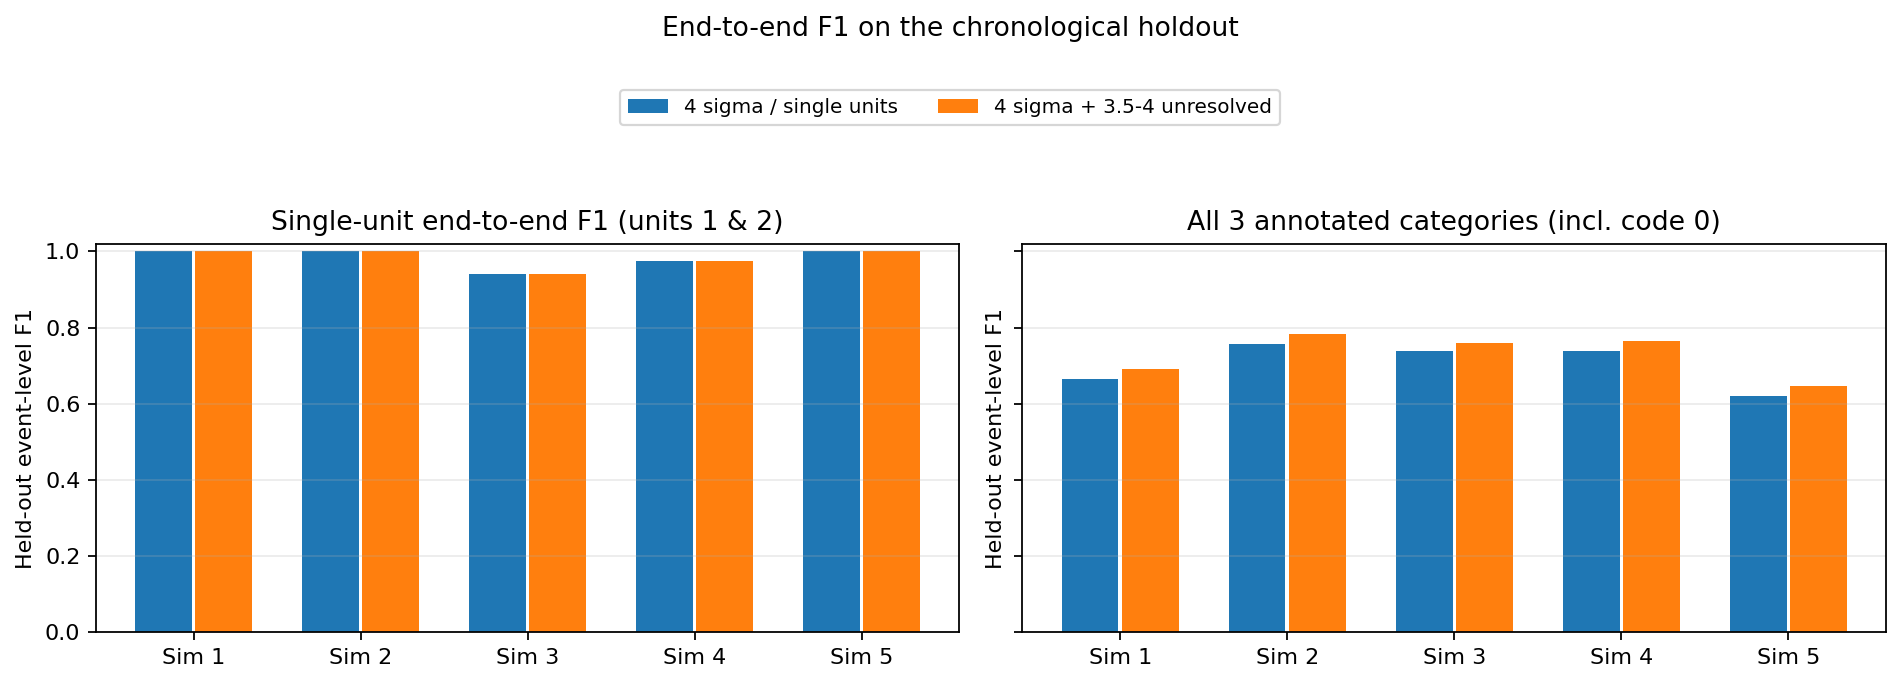 End-to-end F1 on the chronological holdout
4 sigma / single units
4 sigma + 3.5-4 unresolved
Single-unit end-to-end F1 (units 1 & 2)
Held-out event-level F1
1.0
0.8
0.6
0.4
0.2
0.0
Sim 1
Sim 2
Sim 3
Sim 4
Sim 5
All 3 annotated categories (incl. code 0)
Held-out event-level F1
Sim 1
Sim 2
Sim 3
Sim 4
Sim 5